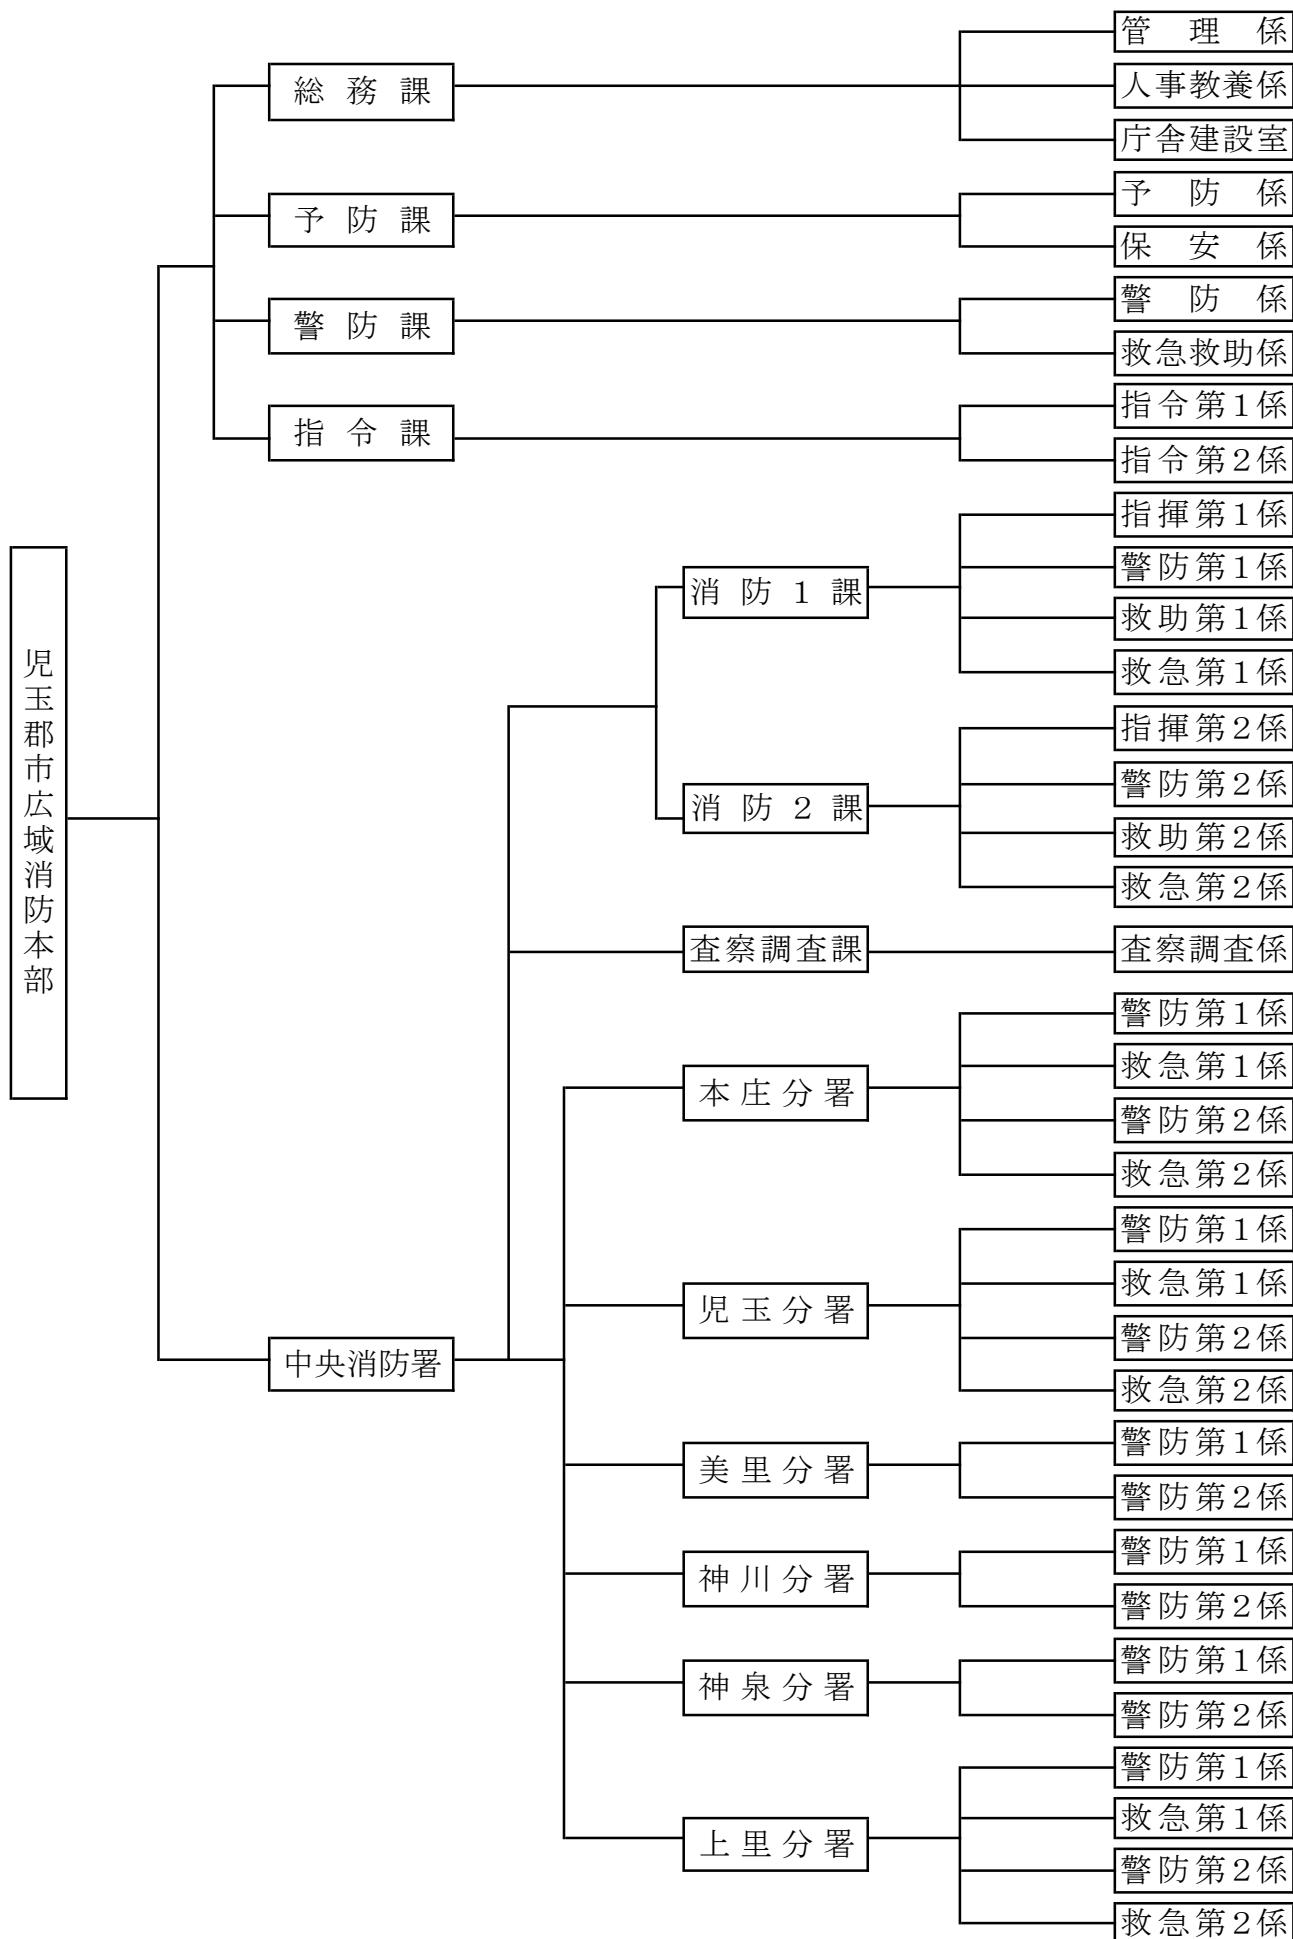 児玉郡市広域消防本部
総務課
管理係
人事教養係
庁舎建設室
予防課
予防係
保安係
警防課
警防係
救急救助係
指令課
指令第1係
指令第2係
中央消防署
消防1課
指揮第1係
警防第1係
救助第1係
救急第1係
消防2課
指揮第2係
警防第2係
救助第2係
救急第2係
査察調査課
査察調査係
本庄分署
警防第1係
救急第1係
警防第2係
救急第2係
児玉分署
警防第1係
救急第1係
警防第2係
救急第2係
美里分署
警防第1係
警防第2係
神川分署
警防第1係
警防第2係
神泉分署
警防第1係
警防第2係
上里分署
警防第1係
救急第1係
警防第2係
救急第2係